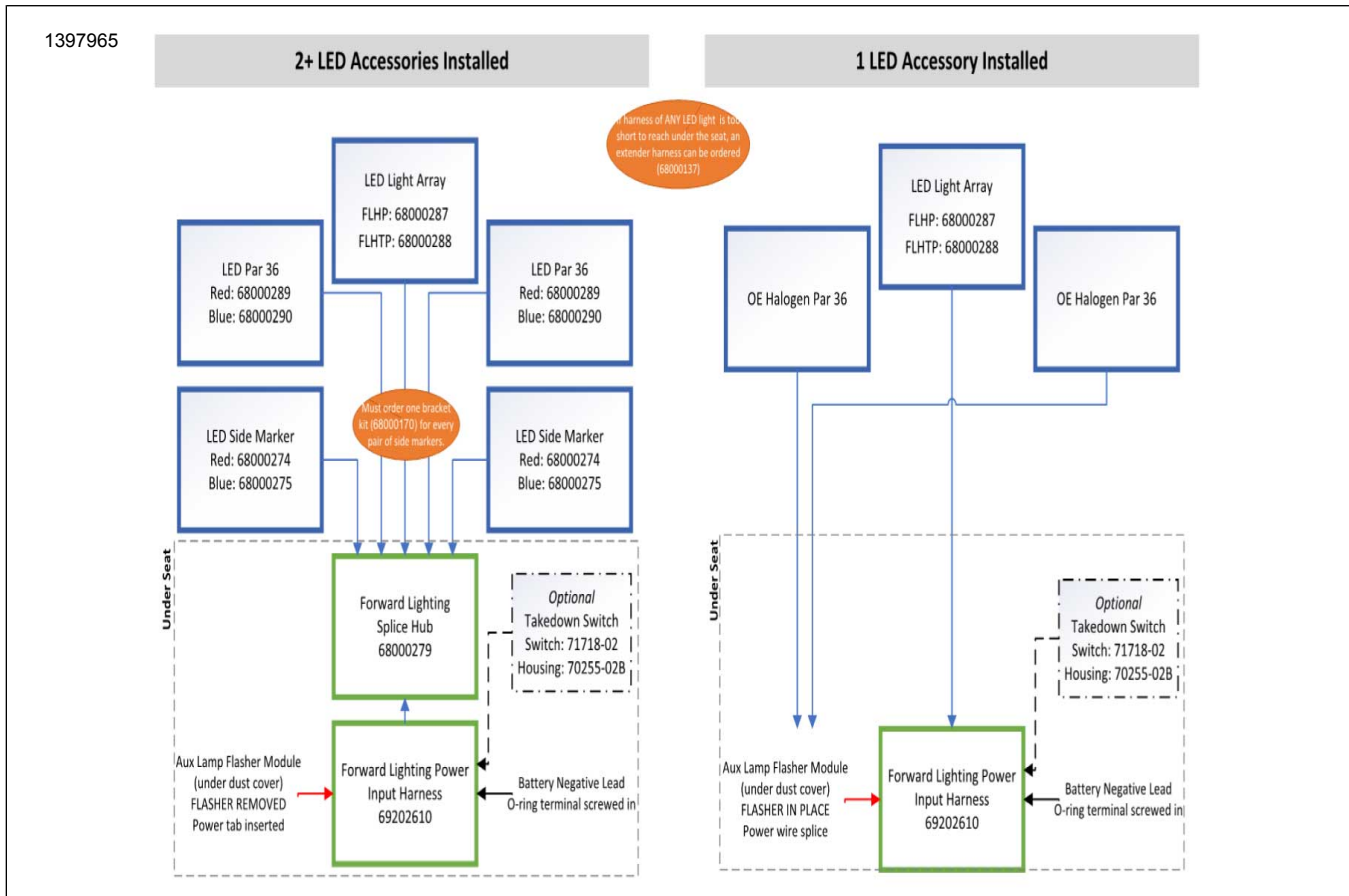 1397965
2+ LED Accessories Installed
1 LED Accessory Installed
harness of ANY LED light is too
short to reach under the seat, an
extender harness can be ordered
(68000137)
LED Light Array
FLHP: 68000287
FLHTP: 68000288
LED Par 36
Red: 68000289
Blue: 68000290
LED Par 36
Red: 68000289
Blue: 68000290
Must order one bracket
kit (68000170) for every
pair of side markers.
LED Side Marker
Red: 68000274
Blue: 68000275
LED Side Marker
Red: 68000274
Blue: 68000275
Under Seat
Forward Lighting
Splice Hub
68000279
Optional
Takedown Switch
Switch: 71718-02
Housing: 70255-02B
Aux Lamp Flasher Module
(under dust cover)
FLASHER REMOVED
Power tab inserted
Forward Lighting Power
Input Harness
69202610
Battery Negative Lead
O-ring terminal screwed in
LED Light Array
FLHP: 68000287
FLHTP: 68000288
OE Halogen Par 36
OE Halogen Par 36
Under Seat
Optional
Takedown Switch
Switch: 71718-02
Housing: 70255-02B
Aux Lamp Flasher Module
(under dust cover)
FLASHER IN PLACE
Power wire splice
Forward Lighting Power
Input Harness
69202610
Battery Negative Lead
O-ring terminal screwed in